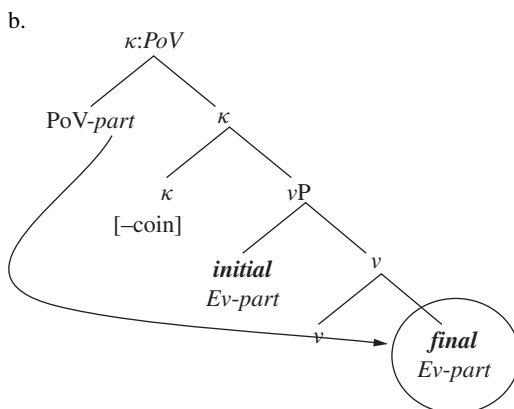 b.
κ:PoV
PoV-part
κ
κ
vP
[–coin]
initial
v
Ev-part
v
final
Ev-part